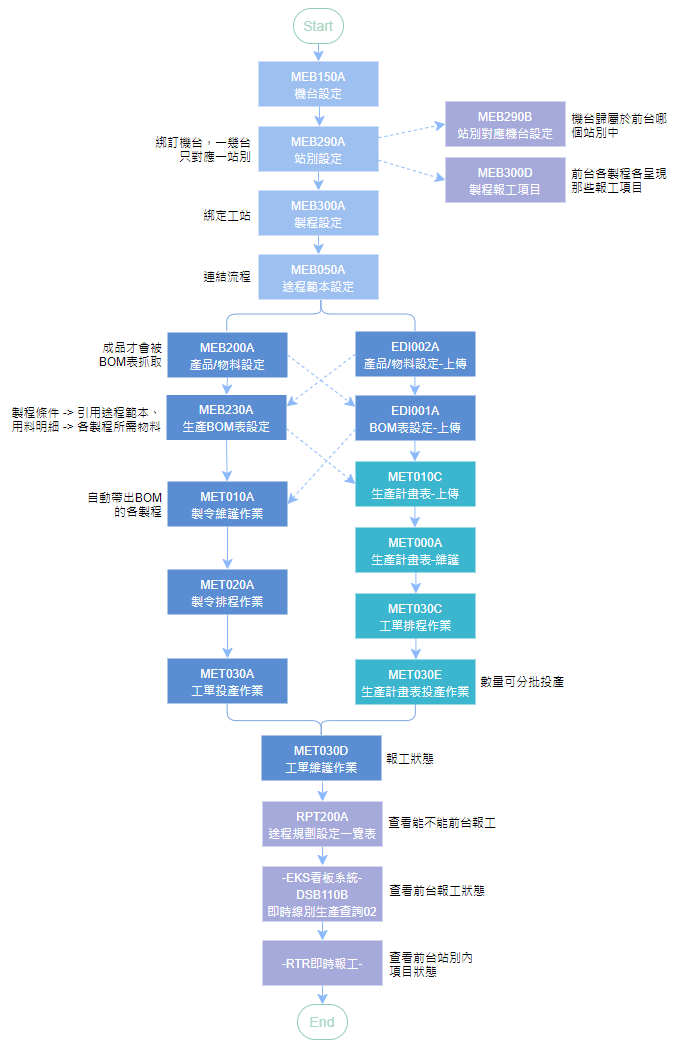 Start
MEB150A
機台設定
綁訂機台，一幾台
只對應一站別
MEB290A
站別設定
MEB290B
站別對應機台設定
機台歸屬於前台哪
個站別中
MEB300D
製程報工項目
前台各製程各呈現
那些報工項目
綁定工站
MEB300A
製程設定
連結流程
MEB050A
途程範本設定
成品才會被
BOM表抓取
MEB200A
產品/物料設定
EDI002A
產品/物料設定-上傳
製程條件 -> 引用途程範本、
用料明細 -> 各製程所需物料
MEB230A
生產BOM表設定
EDI001A
BOM表設定-上傳
自動帶出BOM
的各製程
MET010A
製令維護作業
MET010C
生產計畫表-上傳
MET000A
生產計畫表-維護
MET020A
製令排程作業
MET030C
工單排程作業
MET030A
工單投產作業
MET030E
生產計畫表投產作業
數量可分批投產
MET030D
工單維護作業
報工狀態
RPT200A
途程規劃設定一覽表
查看能不能前台報工
-EKS看板系統-
DSB110B
即時線別生產查詢02
查看前台報工狀態
-RTR即時報工-
查看前台站別內
項目狀態
End